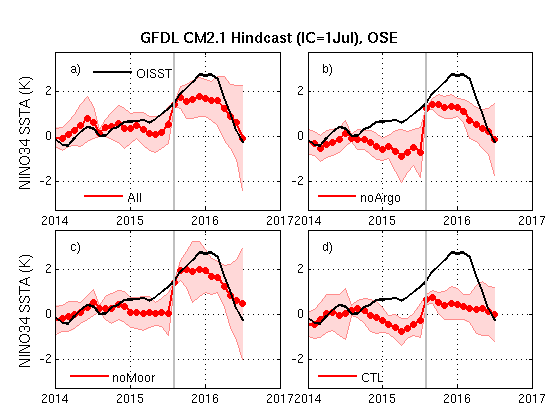 GFDL CM2.1 Hindcast (IC=1Jul), OSE
a)
OISST
NINO34 SSTA (K)
2
0
−2
All
2014
2015
2016
2017
b)
2
0
−2
noArgo
2014
2015
2016
2017
c)
NINO34 SSTA (K)
2
0
−2
noMoor
2014
2015
2016
2017
d)
2
0
−2
CTL
2014
2015
2016
2017